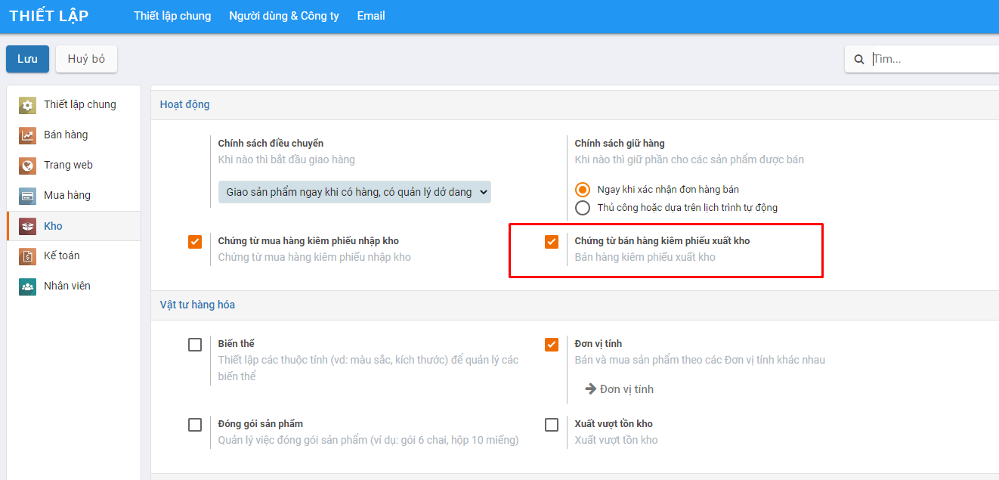 THIẾT LẬP
Thiết lập chung
Người dùng & Công ty
Email
Lưu
Huỷ bỏ
Tìm...
Thiết lập chung
Bán hàng
Trang web
Mua hàng
Kho
Kế toán
Nhân viên
Hoạt động
Chính sách điều chuyển
Khi nào thì bắt đầu giao hàng
Giao sản phẩm ngay khi có hàng, có quản lý dở dang
Chính sách giữ hàng
Khi nào thì giữ phần cho các sản phẩm được bán
Ngay khi xác nhận đơn hàng bán
Thủ công hoặc dựa trên lịch trình tự động
Chứng từ mua hàng kiêm phiếu nhập kho
Chứng từ mua hàng kiêm phiếu nhập kho
Chứng từ bán hàng kiêm phiếu xuất kho
Bán hàng kiêm phiếu xuất kho
Vật tư hàng hóa
Biến thể
Thiết lập các thuộc tính (vd: màu sắc, kích thước) để quản lý các
biến thể
Đơn vị tính
Bán và mua sản phẩm theo các Đơn vị tính khác nhau
Đơn vị tính
Đóng gói sản phẩm
Quản lý việc đóng gói sản phẩm (ví dụ: gói 6 chai, hộp 10 miếng)
Xuất vượt tồn kho
Xuất vượt tồn kho